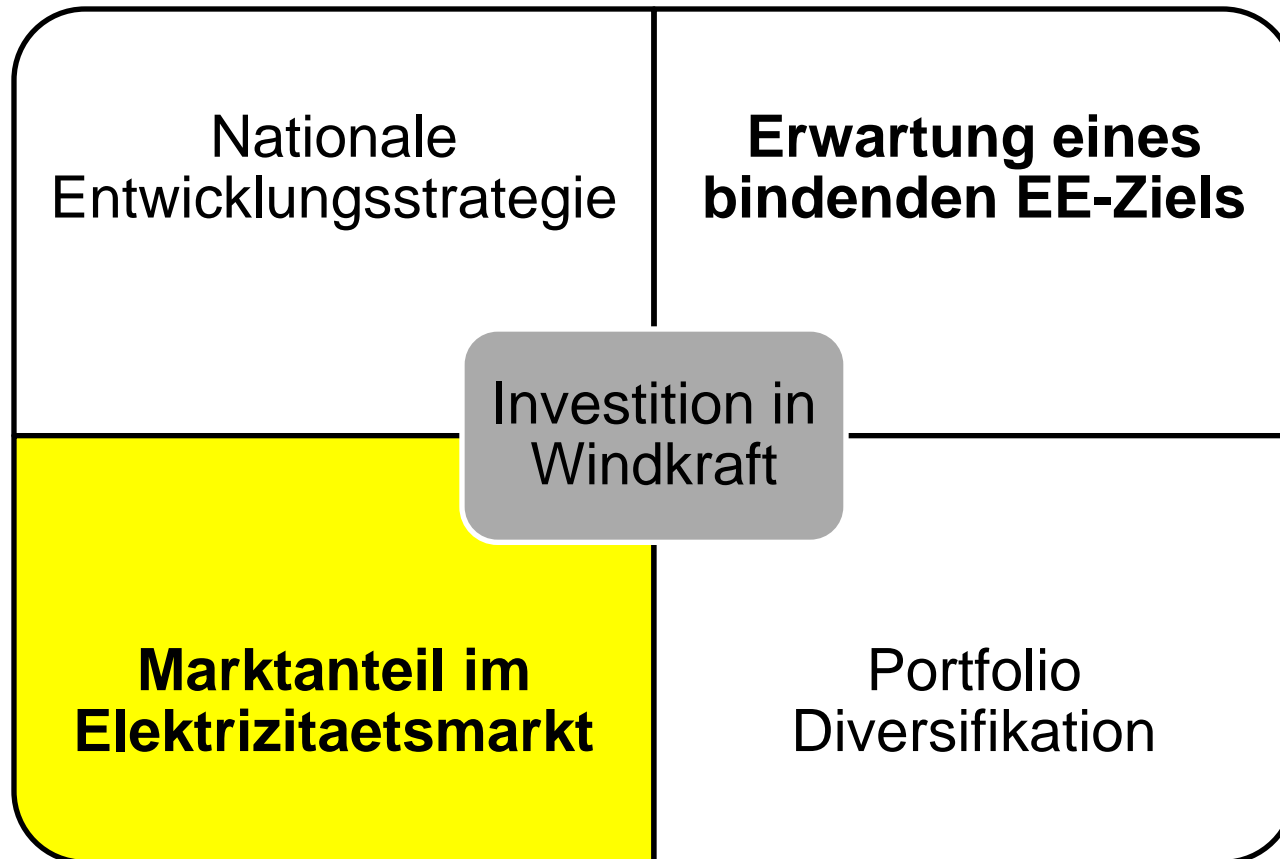 Nationale
Entwicklungsstrategie
Erwartung eines
bindenden EE-Ziels
Investition in
Windkraft
Marktanteil im
Elektrizitaetsmarkt
Portfolio
Diversifikation